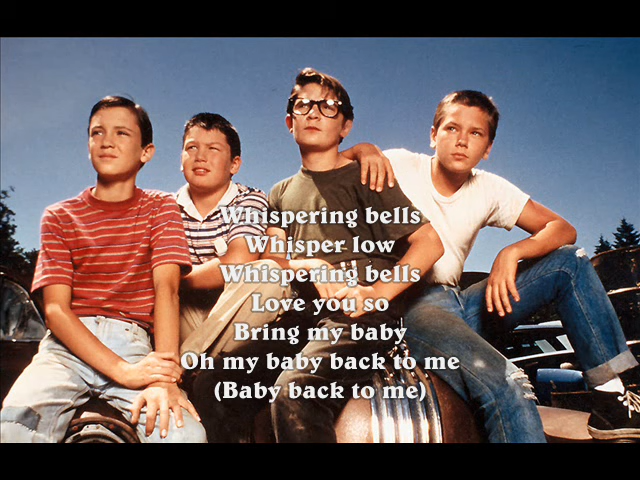 Whispering bells
Whisper low
Whispering bells
Love you so
Bring my baby
Oh my baby back to me
(Baby back to me)